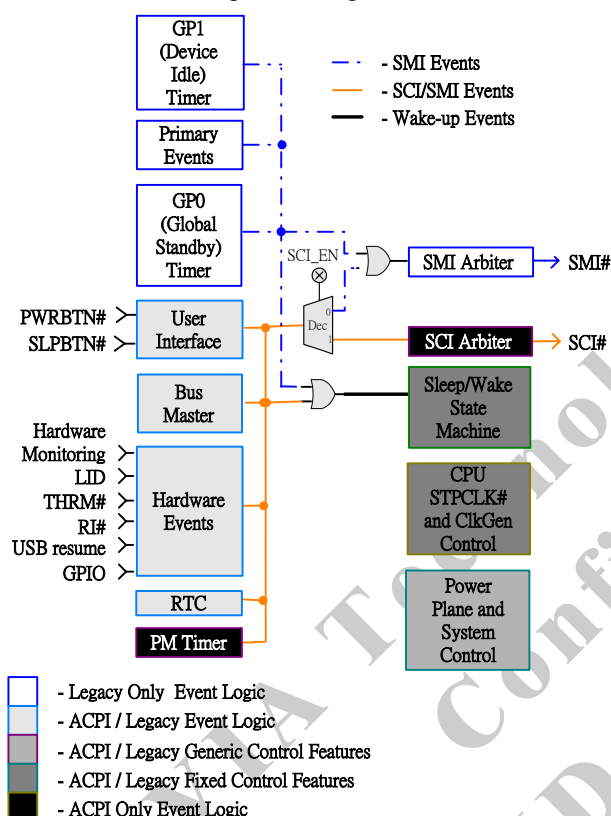 GP1
(Device
Idle)
Timer
- SMI Events
- SCI/SMI Events
- Wake-up Events
Primary
Events
GP0
(Global
Standby)
Timer
SCI_EN
0
Dec
1
SMI Arbiter
SMI#
PWRBTN#
SLPBTN#
User
Interface
SCI Arbiter
SCI#
Bus
Master
Sleep/Wake
State
Machine
Hardware
Monitoring
LID
THRM#
RI#
USB resume
GPIO
Hardware
Events
CPU
STPCLK#
and ClkGen
Control
RTC
PM Timer
Power
Plane and
System
Control
- Legacy Only Event Logic
- ACPI / Legacy Event Logic
- ACPI / Legacy Generic Control Features
- ACPI / Legacy Fixed Control Features
- ACPI Only Event Logic
VIA